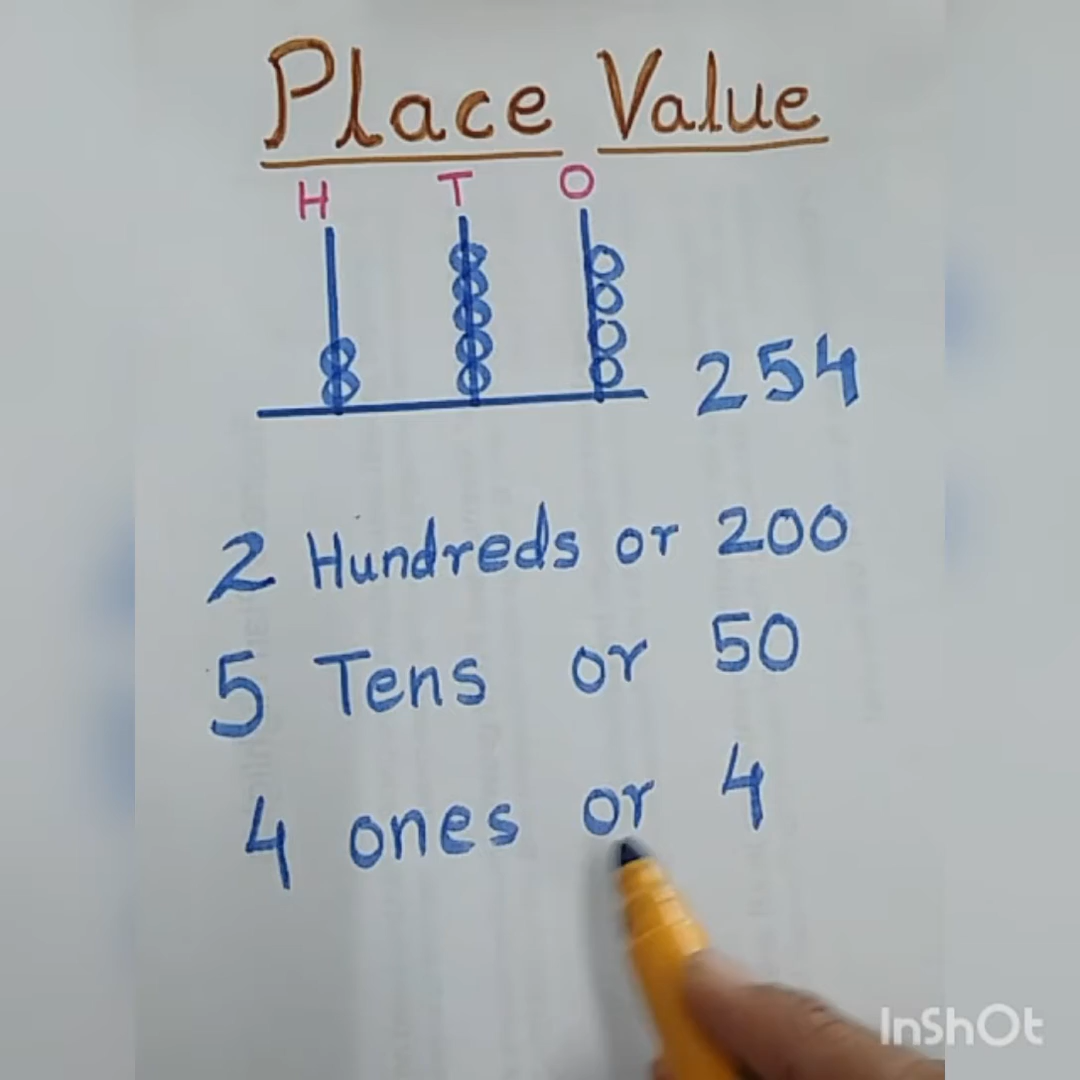 Place Value
H T O
254
2 Hundreds or 200
5 Tens or 50
4 ones or 4
InShOt